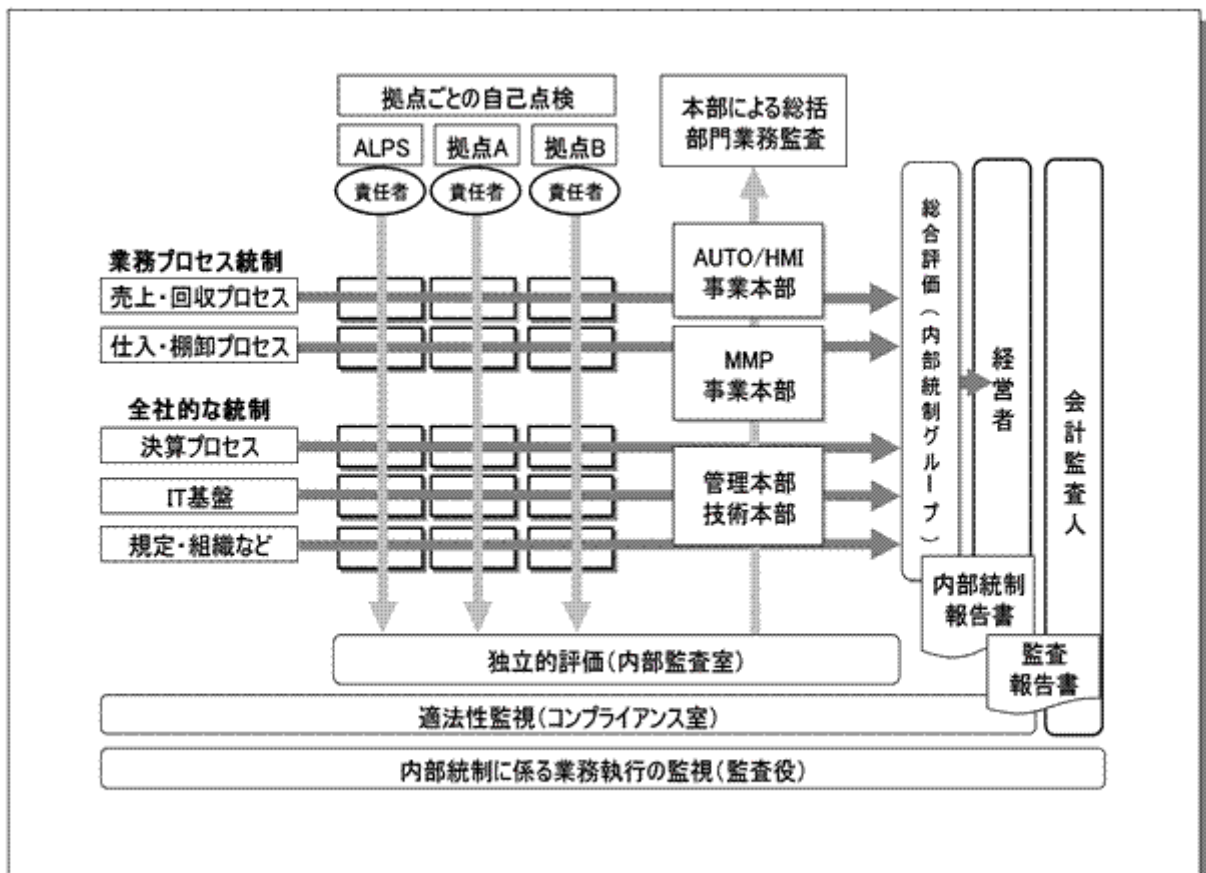 拠点ごとの自己点検
ALPS
拠点A
拠点B
責任者
責任者
責任者
本部による総括
部門業務監査
業務プロセス統制
売上・回収プロセス
仕入・棚卸プロセス
全社的な統制
決算プロセス
IT基盤
規定・組織など
AUTO/HMI
事業本部
MMP
事業本部
管理本部
技術本部
総合評価(内部統制グループ)
経営者
会計監査人
内部統制
報告書
監査
報告書
独立的評価(内部監査室)
適法性監視(コンプライアンス室)
内部統制に係る業務執行の監視(監査役)